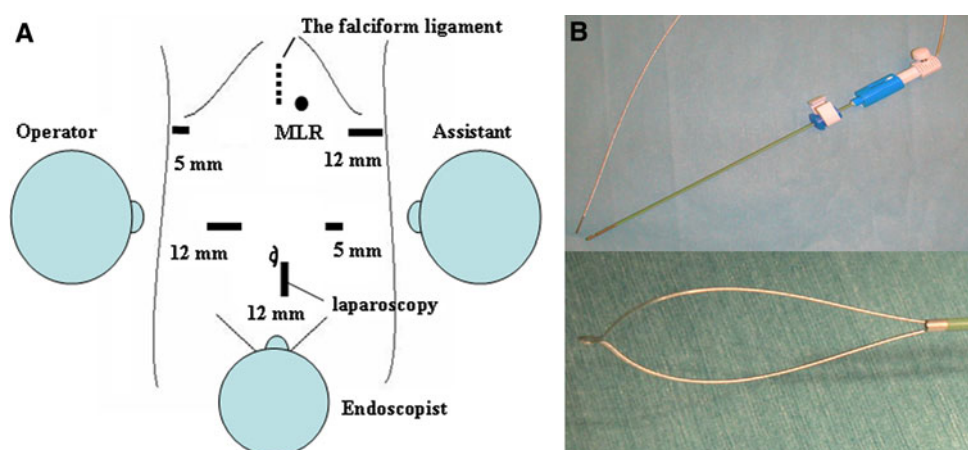 A
The falciform ligament
Operator
MLR
Assistant
5 mm
12 mm
12 mm
5 mm
laparoscopy
12 mm
Endoscopist
B